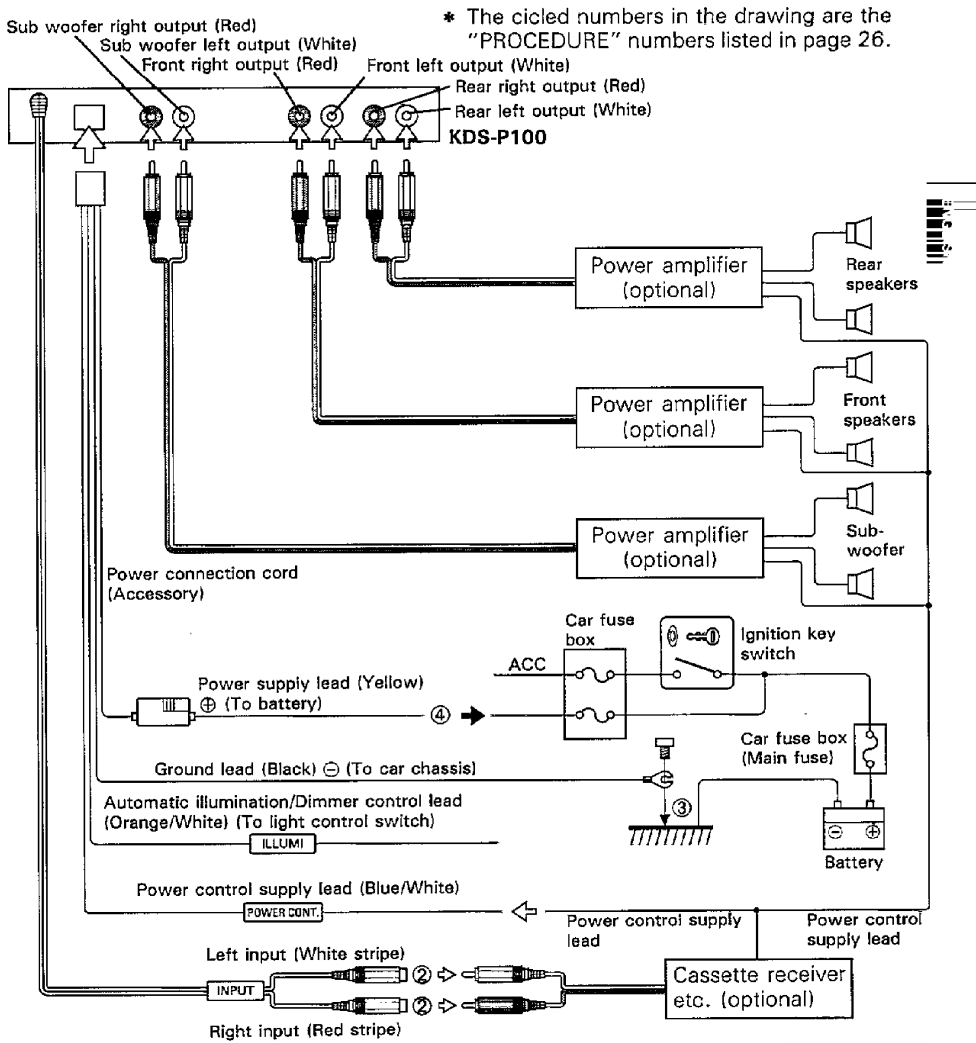 * The cicled numbers in the drawing are the
"PROCEDURE" numbers listed in page 26.
Sub woofer right output (Red)
Sub woofer left output (White)
Front right output (Red)
Front left output (White)
Rear right output (Red)
Rear left output (White)
KDS-P100
Power amplifier
(optional)
Rear
speakers
Power amplifier
(optional)
Front
speakers
Power amplifier
(optional)
Sub-
woofer
Power connection cord
(Accessory)
Car fuse
box
Ignition key
switch
ACC
Power supply lead (Yellow)
⊕ (To battery)
④
Car fuse box
(Main fuse)
Ground lead (Black) ⊖ (To car chassis)
③
Automatic illumination/Dimmer control lead
(Orange/White) (To light control switch)
ILLUMI
⊖ ⊕
Battery
Power control supply lead (Blue/White)
POWER CONT.
Power control supply
lead
Power control
supply lead
Left input (White stripe)
②
INPUT
②
Right input (Red stripe)
Cassette receiver
etc. (optional)